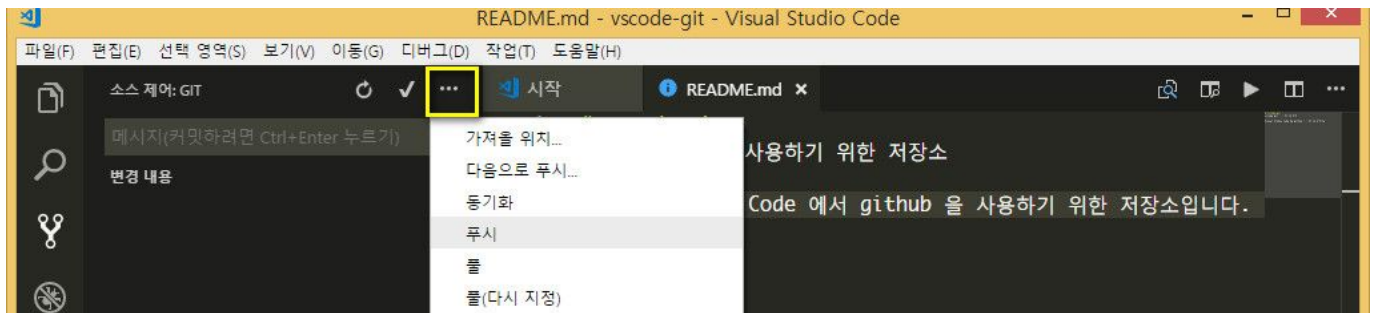 README.md - vscode-git - Visual Studio Code
파일(F) 편집(E) 선택 영역(S) 보기(V) 이동(G) 디버그(D) 작업(T) 도움말(H)
소스 제어: GIT
시작
README.md
메시지(커밋하려면 Ctrl+Enter 누르기)
변경 내용
가져올 위치...
다음으로 푸시...
동기화
푸시
풀
풀(다시 지정)
사용하기 위한 저장소
Code 에서 github 을 사용하기 위한 저장소입니다.